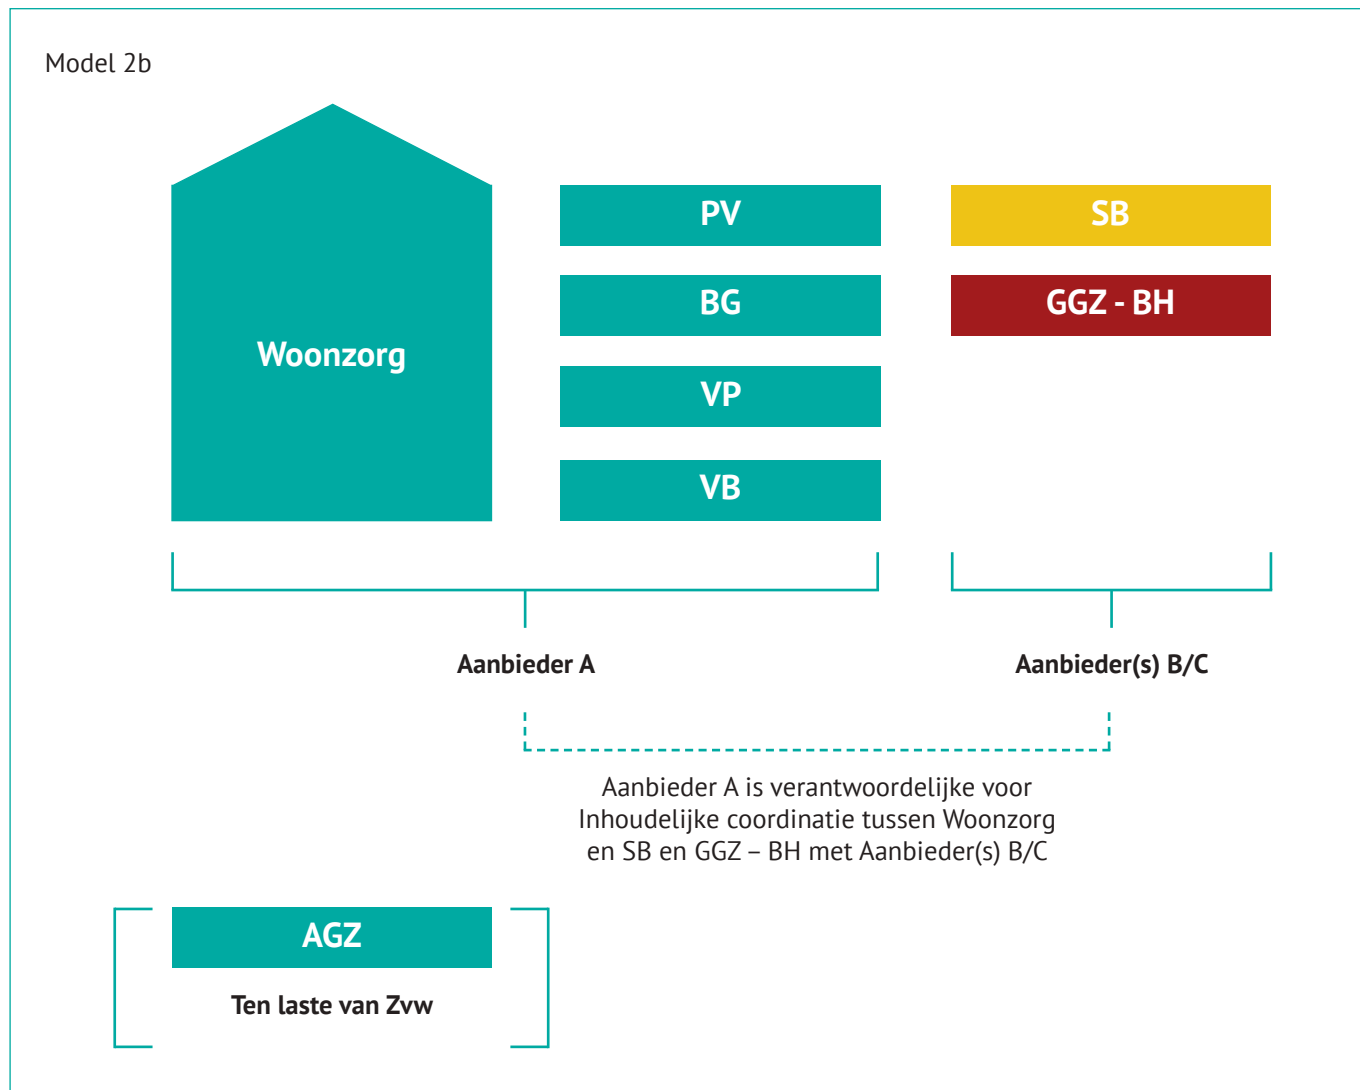 Model 2b
Woonzorg
PV
BG
VP
VB
SB
GGZ - BH
Aanbieder A
Aanbieder(s) B/C
Aanbieder A is verantwoordelijke voor
Inhoudelijke coordinatie tussen Woonzorg
en SB en GGZ – BH met Aanbieder(s) B/C
AGZ
Ten laste van Zvw